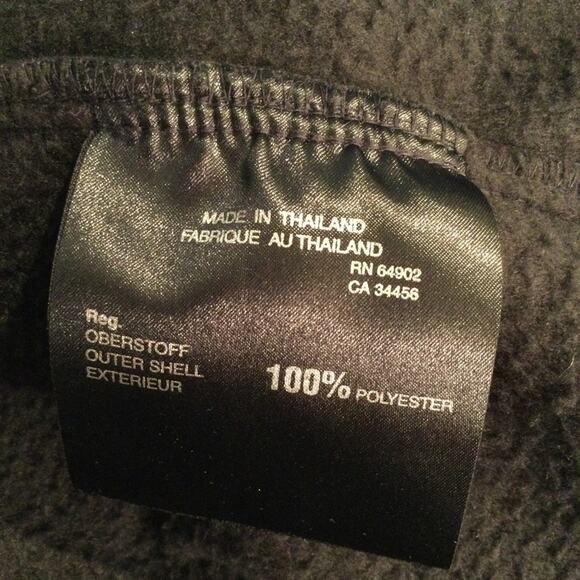 MADE IN THAILAND
FABRIQUE AU THAILAND
RN 64902
CA 34456
Reg.
OBERSTOFF
OUTER SHELL
EXTERIEUR
100% POLYESTER